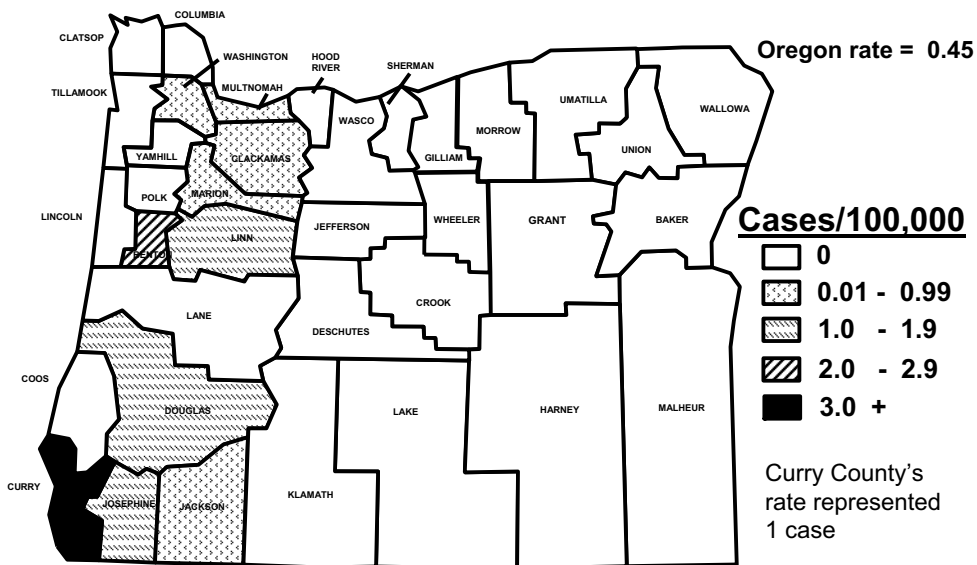 COLUMBIA
CLATSOP
WASHINGTON
HOOD
RIVER
SHERMAN
Oregon rate = 0.45
TILLAMOOK
MULTNOMAH
UMATILLA
WALLOWA
WASCO
MORROW
YAMHILL
CLACKAMAS
GILLIAM
UNION
POLK
MARION
LINCOLN
JEFFERSON
WHEELER
GRANT
BAKER
LINN
BENTO
Cases/100,000
0
0.01 - 0.99
1.0 - 1.9
2.0 - 2.9
3.0 +
LANE
CROOK
DESCHUTES
COOS
DOUGLAS
LAKE
HARNEY
MALHEUR
CURRY
JOSEPHINE
JACKSON
KLAMATH
Curry County's
rate represented
1 case